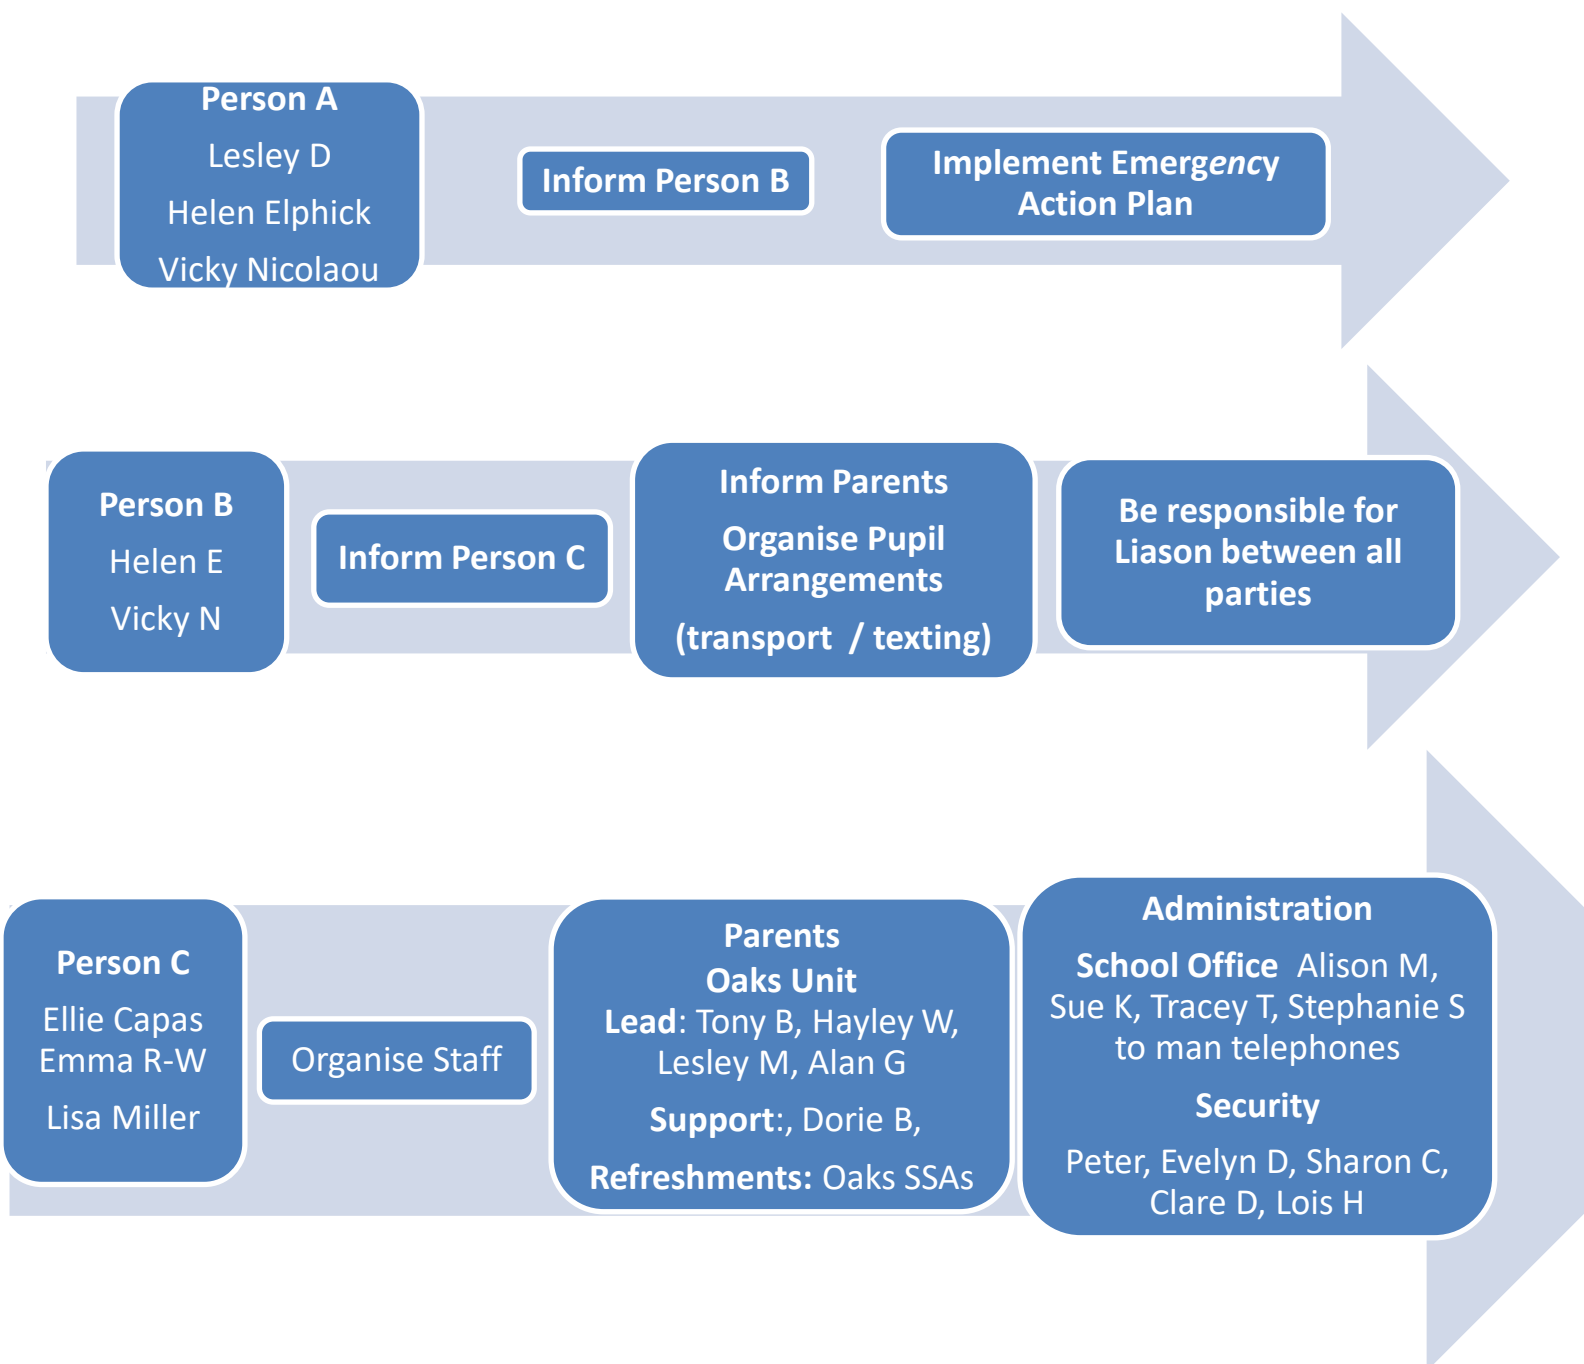 Person A
Lesley D
Helen Elphick
Vicky Nicolaou
Inform Person B
Implement Emergency
Action Plan
Person B
Helen E
Vicky N
Inform Person C
Inform Parents
Organise Pupil
Arrangements
(transport / texting)
Be responsible for
Liason between all
parties
Person C
Ellie Capas
Emma R-W
Lisa Miller
Organise Staff
Parents
Oaks Unit
Lead: Tony B, Hayley W,
Lesley M, Alan G
Support:, Dorie B,
Refreshments: Oaks SSAs
Administration
School Office Alison M,
Sue K, Tracey T, Stephanie S
to man telephones
Security
Peter, Evelyn D, Sharon C,
Clare D, Lois H